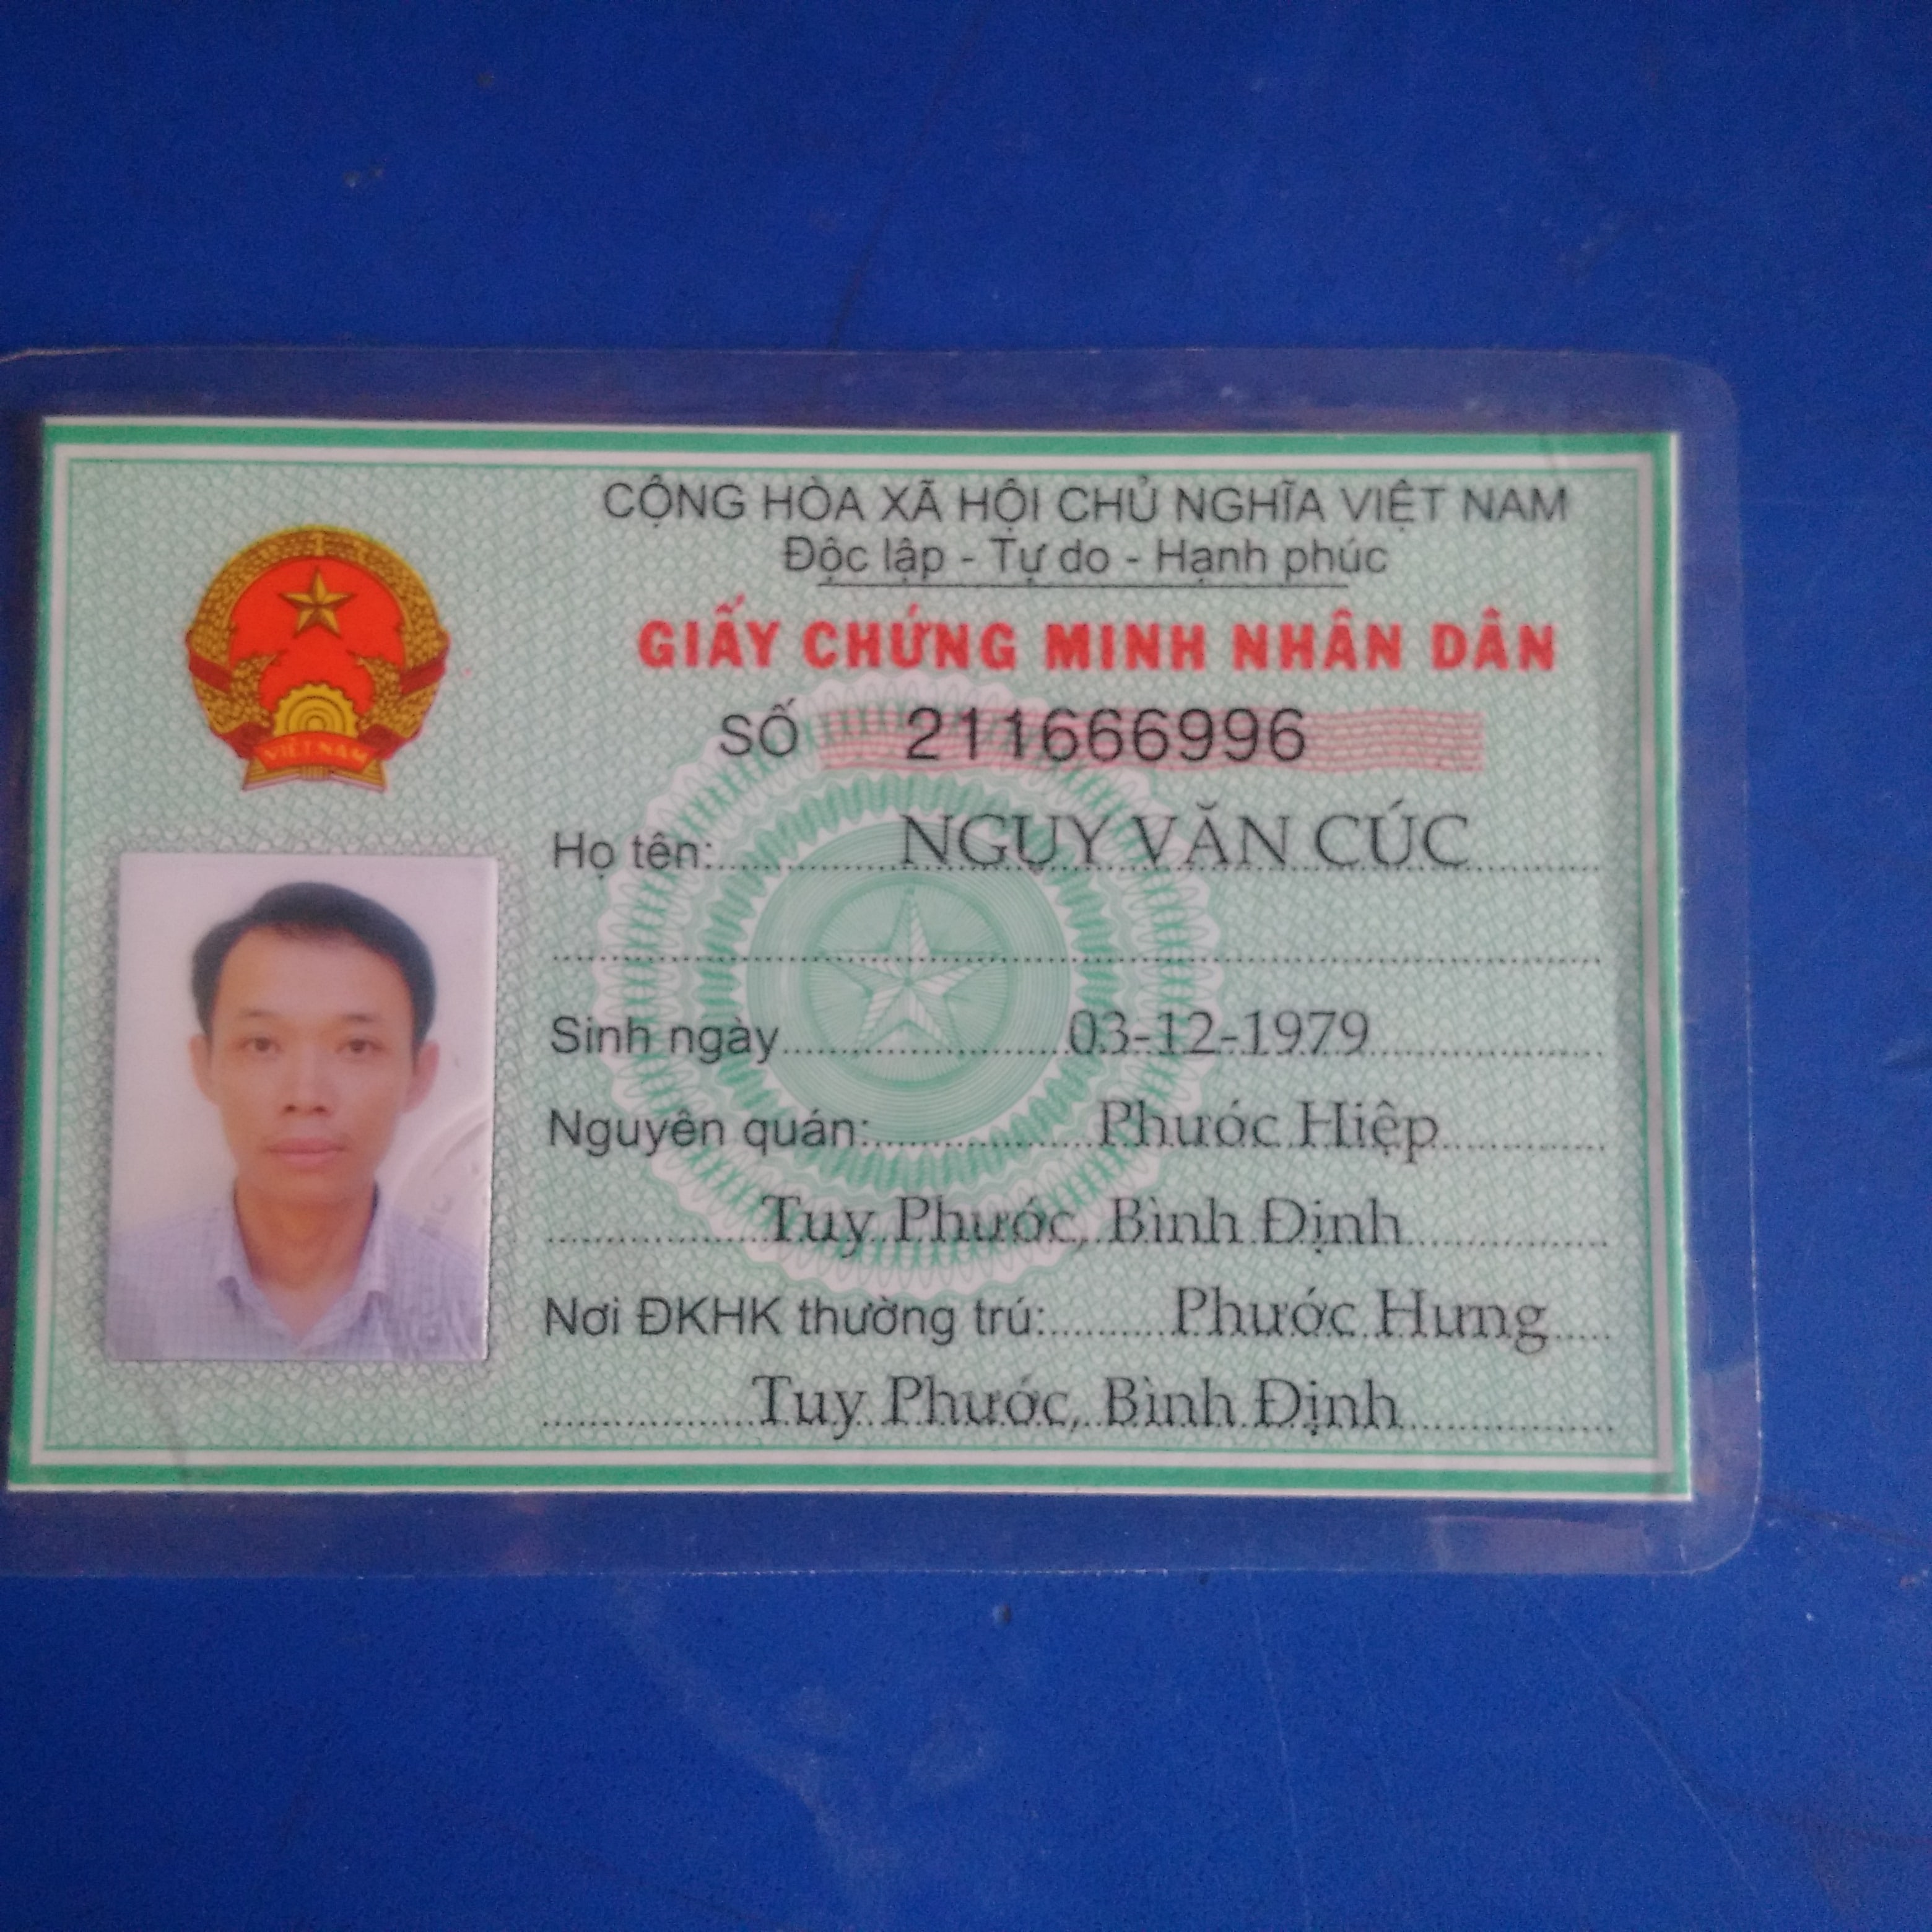 CỘNG HÒA XÃ HỘI CHỦ NGHĨA VIỆT NAM
Độc lập - Tự do - Hạnh phúc
GIẤY CHỨNG MINH NHÂN DÂN
SỐ 211666996
VIỆT NAM
Họ tên: NGỤY VĂN CÚC
Sinh ngày 03-12-1979
Nguyên quán: Phước Hiệp
Tuy Phước, Bình Định
Nơi ĐKHK thường trú: Phước Hưng
Tuy Phước, Bình Định